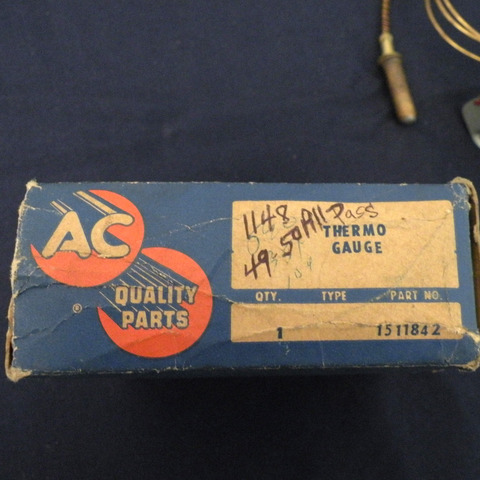 AC
® QUALITY
PARTS
1148
49-50 All Pass
THERMO
GAUGE
QTY. TYPE PART NO.
1 1511842